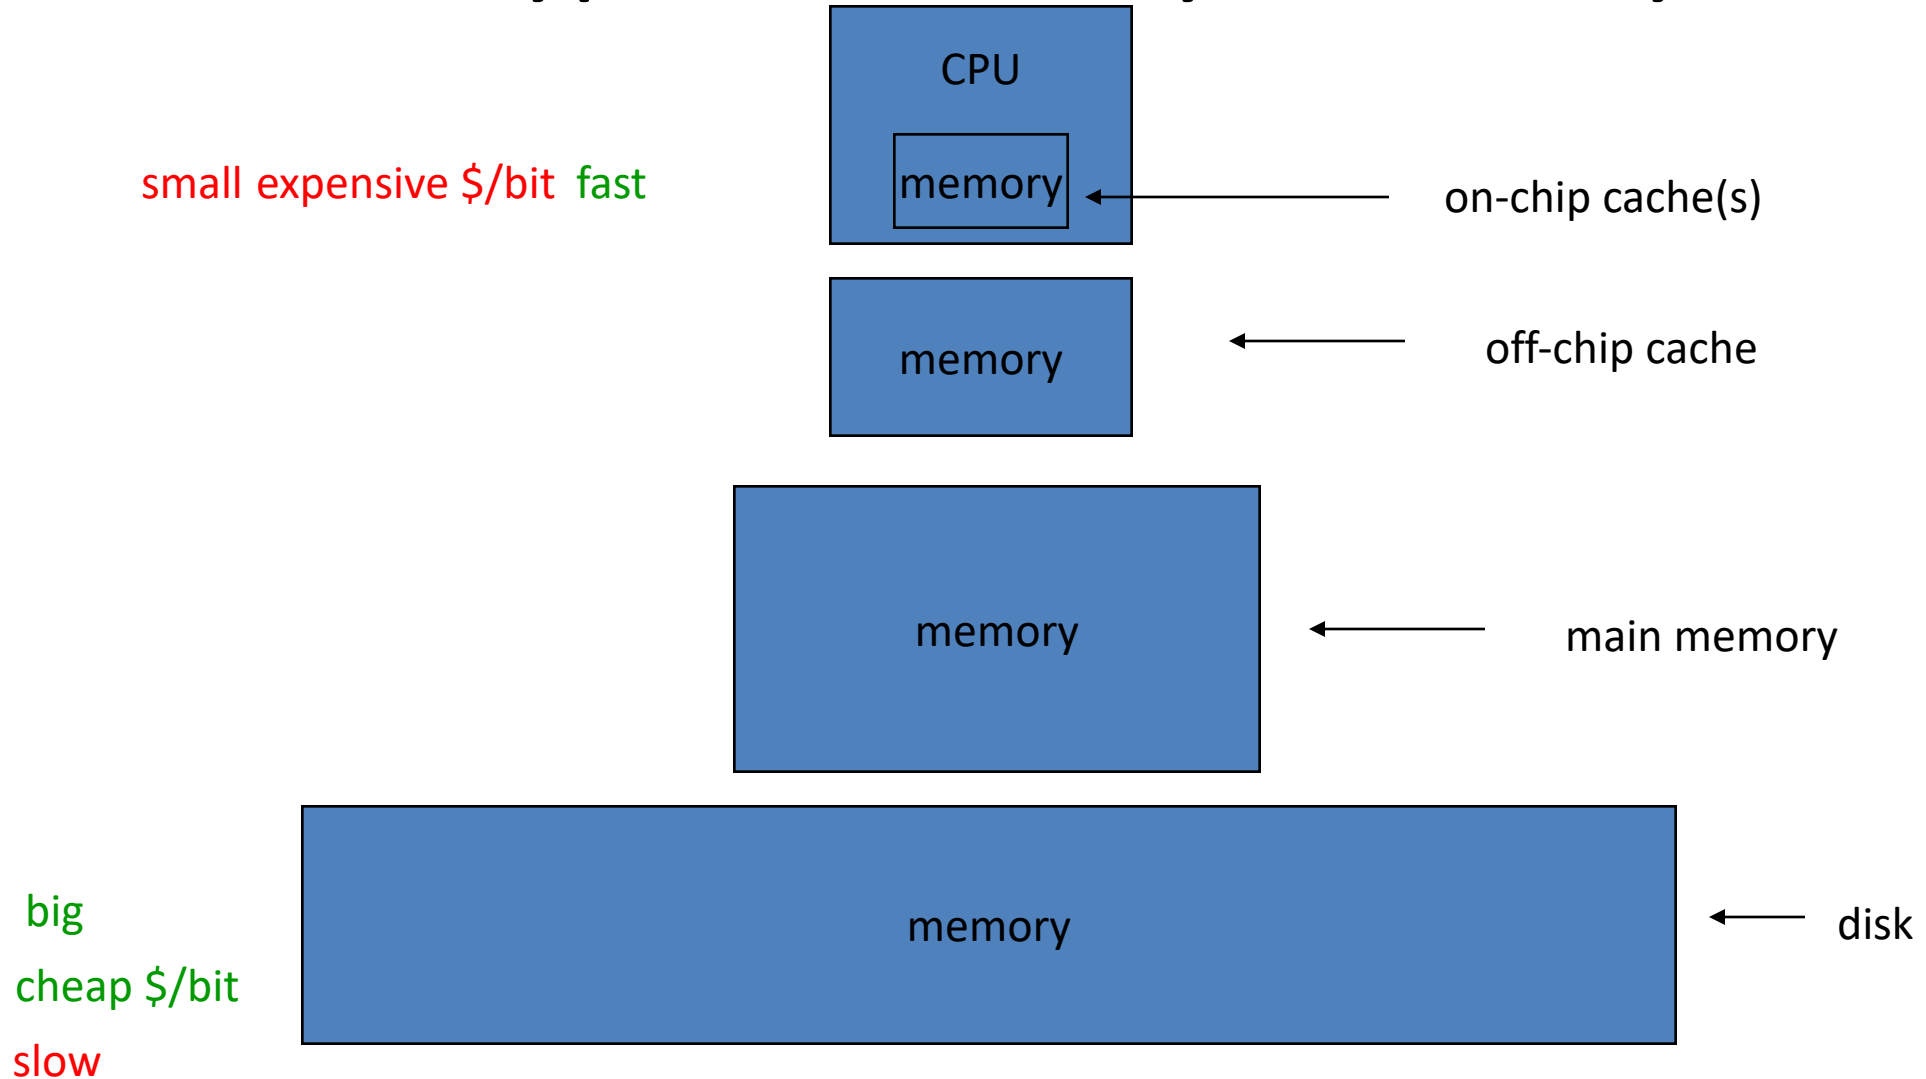 CPU
small expensive $/bit fast
memory
on-chip cache(s)
memory
off-chip cache
memory
main memory
big
memory
disk
cheap $/bit
slow